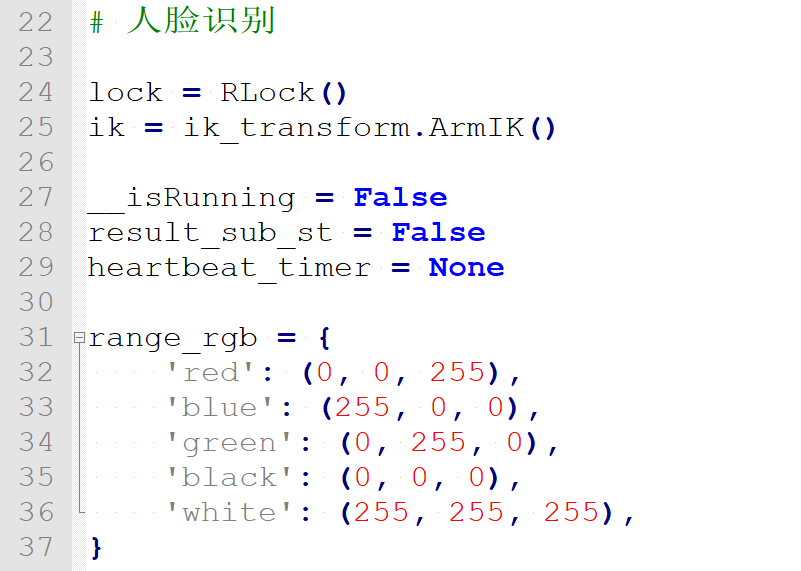 22 # 人脸识别
23
24 lock = RLock()
25 ik = ik_transform.ArmIK()
26
27 __isRunning = False
28 result_sub_st = False
29 heartbeat_timer = None
30
31 range_rgb = {
32     'red': (0, 0, 255),
33     'blue': (255, 0, 0),
34     'green': (0, 255, 0),
35     'black': (0, 0, 0),
36     'white': (255, 255, 255),
37 }